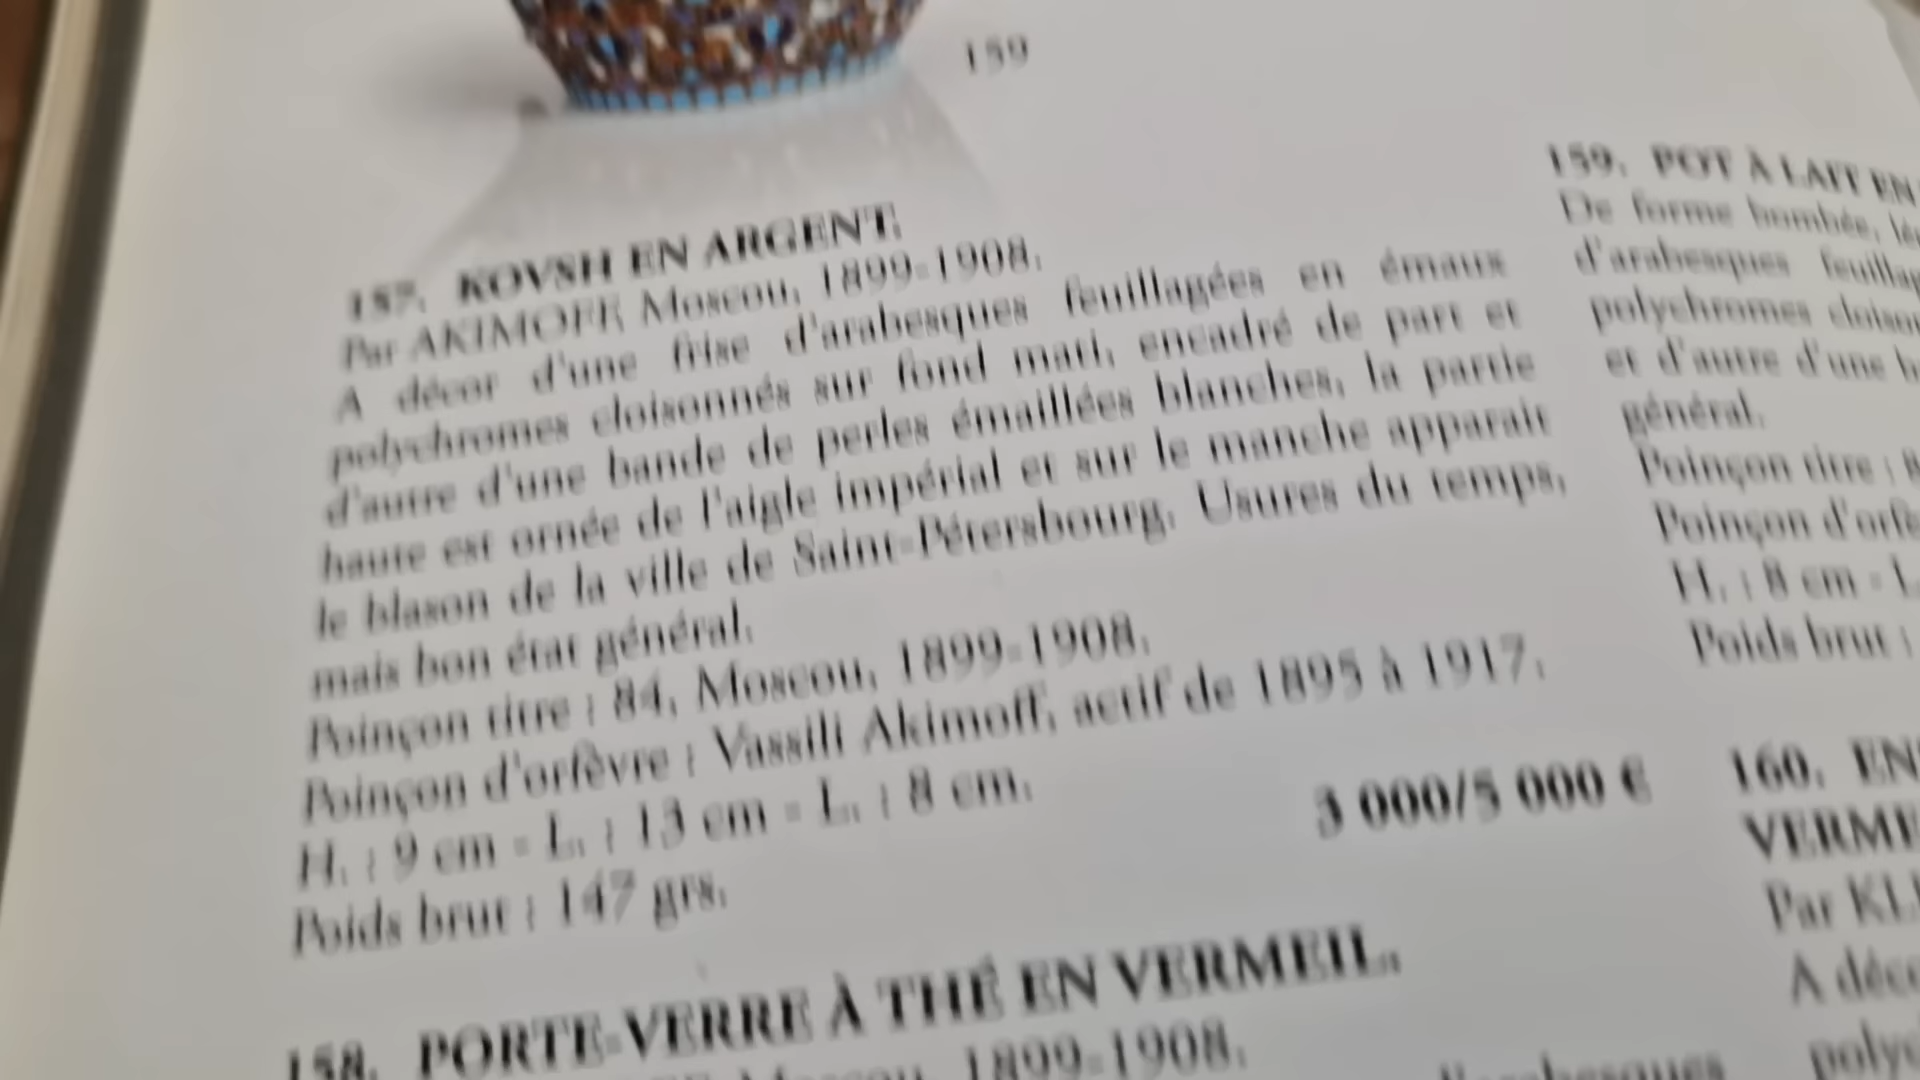 159
157. KOVSH EN ARGENT.
Par AKIMOFF, Moscou, 1899-1908.
A décor d'une frise d'arabesques feuillagées en émaux
polychromes cloisonnés sur fond mati, encadré de part et
d'autre d'une bande de perles émaillées blanches, la partie
haute est ornée de l'aigle impérial et sur le manche apparait
le blason de la ville de Saint-Pétersbourg. Usures du temps,
mais bon état général.
Poinçon titre : 84, Moscou, 1899-1908.
Poinçon d'orfèvre : Vassili Akimoff, actif de 1895 à 1917.
H. : 9 cm - L. : 13 cm - L. : 8 cm.
Poids brut : 147 grs.
3 000/5 000 €
158. PORTE-VERRE À THÉ EN VERMEIL.
Moscou, 1899-1908.
d'arabesques
159. POT À LAIT EN
De forme bombée,
d'arabesques
polychromes
et d'autre d'une
général.
Poinçon titre :
Poinçon
H. : 8 cm -
Poids brut :
160.
Par
A